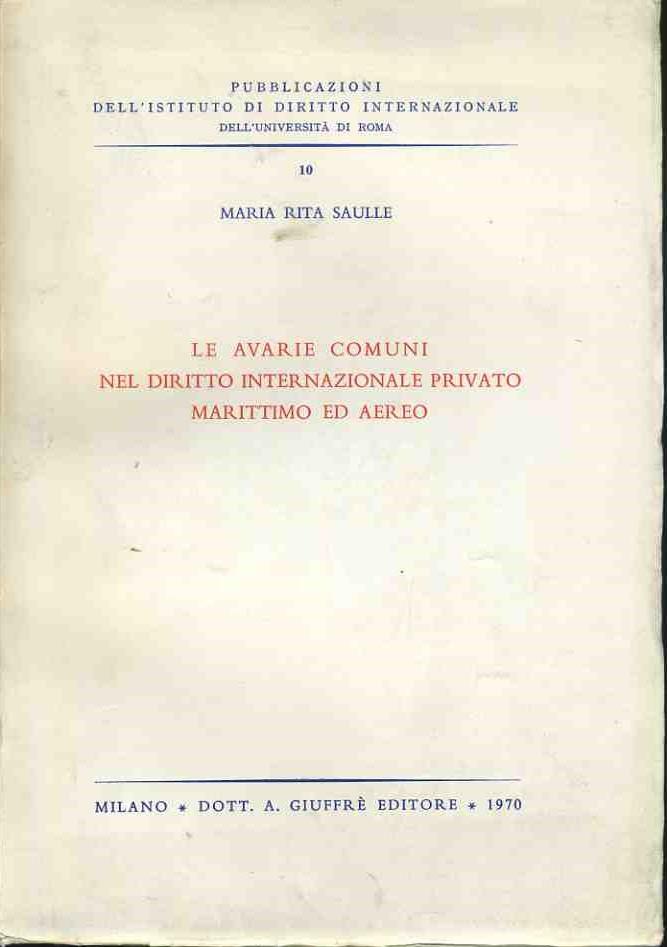 PUBBLICAZIONI
DELL'ISTITUTO DI DIRITTO INTERNAZIONALE
DELL'UNIVERSITÀ DI ROMA
10
MARIA RITA SAULLE
LE AVARIE COMUNI
NEL DIRITTO INTERNAZIONALE PRIVATO
MARITTIMO ED AEREO
MILANO * DOTT. A. GIUFFRÈ EDITORE * 1970